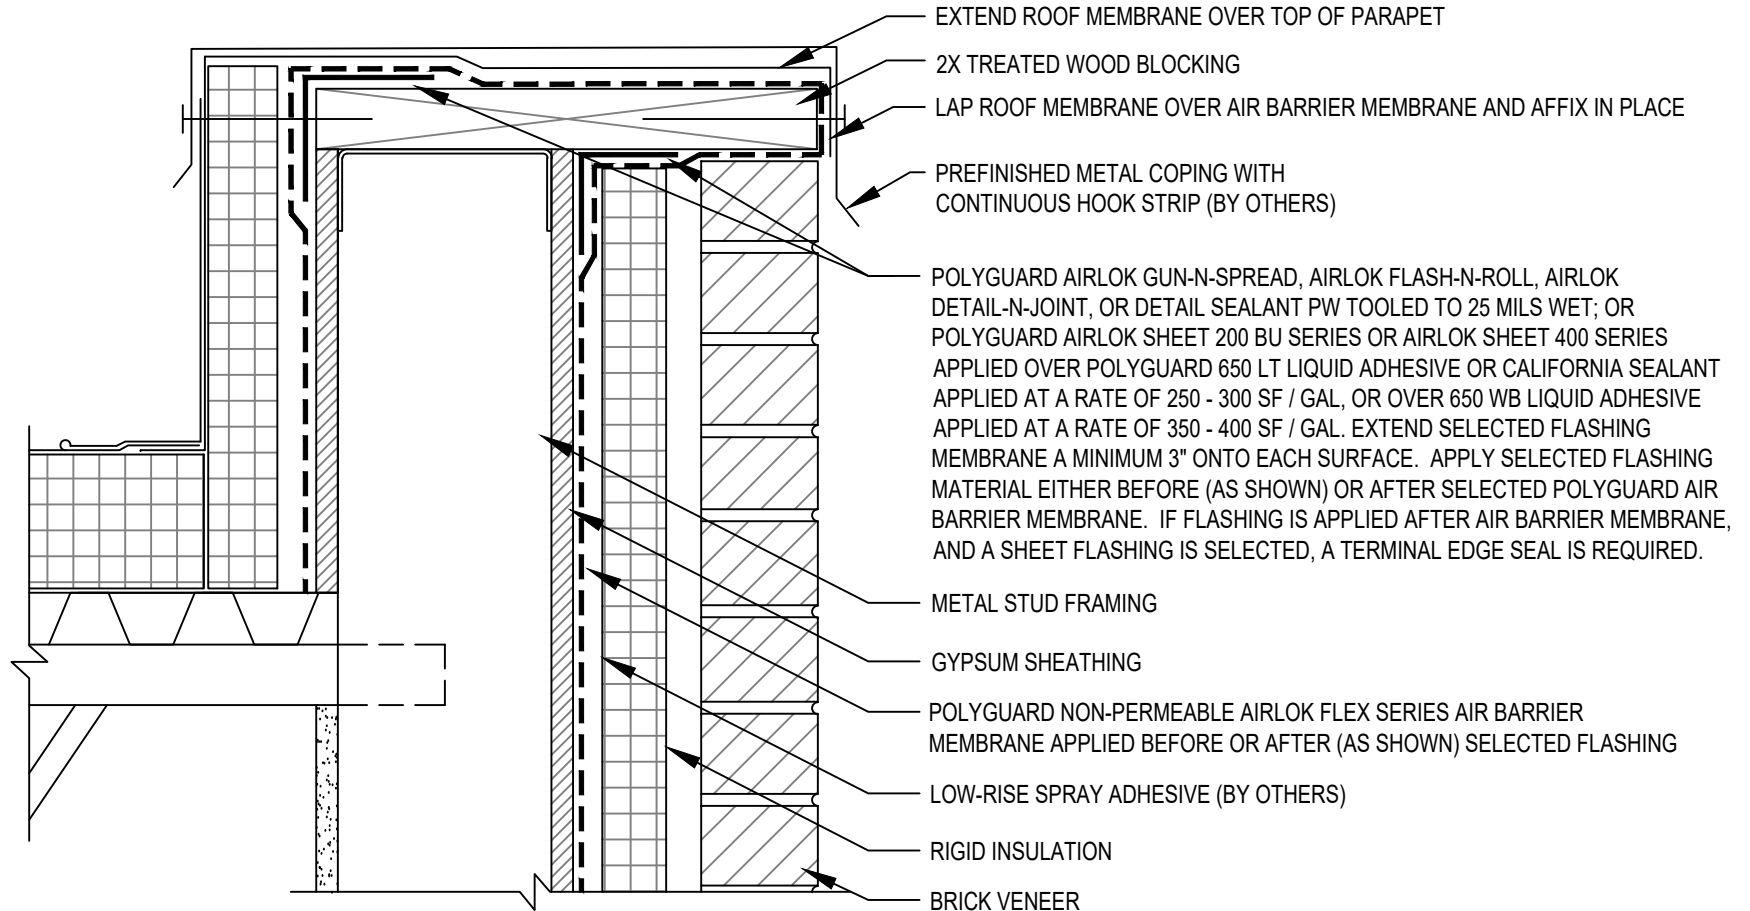 EXTEND ROOF MEMBRANE OVER TOP OF PARAPET
2X TREATED WOOD BLOCKING
LAP ROOF MEMBRANE OVER AIR BARRIER MEMBRANE AND AFFIX IN PLACE
PREFINISHED METAL COPING WITH
CONTINUOUS HOOK STRIP (BY OTHERS)
POLYGUARD AIRLOK GUN-N-SPREAD, AIRLOK FLASH-N-ROLL, AIRLOK
DETAIL-N-JOINT, OR DETAIL SEALANT PW TOOLED TO 25 MILS WET; OR
POLYGUARD AIRLOK SHEET 200 BU SERIES OR AIRLOK SHEET 400 SERIES
APPLIED OVER POLYGUARD 650 LT LIQUID ADHESIVE OR CALIFORNIA SEALANT
APPLIED AT A RATE OF 250 - 300 SF / GAL, OR OVER 650 WB LIQUID ADHESIVE
APPLIED AT A RATE OF 350 - 400 SF / GAL. EXTEND SELECTED FLASHING
MEMBRANE A MINIMUM 3" ONTO EACH SURFACE.  APPLY SELECTED FLASHING
MATERIAL EITHER BEFORE (AS SHOWN) OR AFTER SELECTED POLYGUARD AIR
BARRIER MEMBRANE.  IF FLASHING IS APPLIED AFTER AIR BARRIER MEMBRANE,
AND A SHEET FLASHING IS SELECTED, A TERMINAL EDGE SEAL IS REQUIRED.
METAL STUD FRAMING
GYPSUM SHEATHING
POLYGUARD NON-PERMEABLE AIRLOK FLEX SERIES AIR BARRIER
MEMBRANE APPLIED BEFORE OR AFTER (AS SHOWN) SELECTED FLASHING
LOW-RISE SPRAY ADHESIVE (BY OTHERS)
RIGID INSULATION
BRICK VENEER